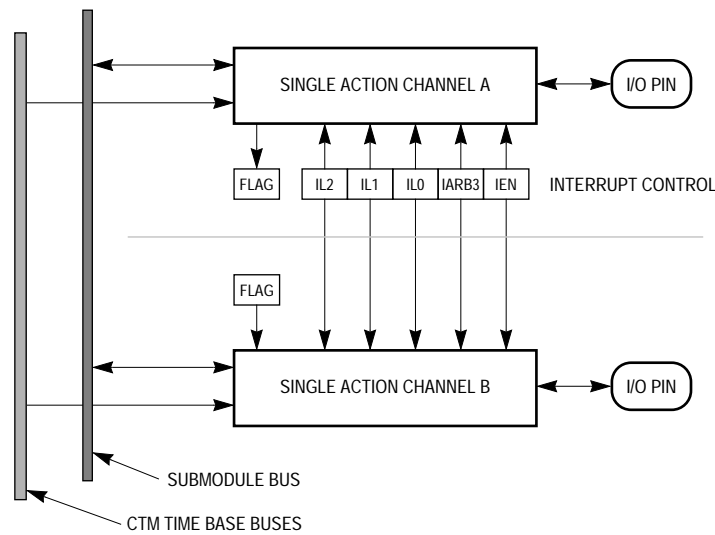 SINGLE ACTION CHANNEL A
I/O PIN
FLAG
IL2
IL1
IL0
IARB3
IEN
INTERRUPT CONTROL
FLAG
SINGLE ACTION CHANNEL B
I/O PIN
SUBMODULE BUS
CTM TIME BASE BUSES